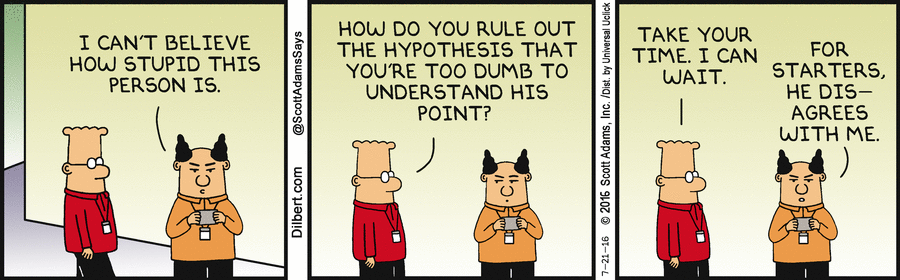 I CAN'T BELIEVE
HOW STUPID THIS
PERSON IS.
Dilbert.com @ScottAdamsSays
HOW DO YOU RULE OUT
THE HYPOTHESIS THAT
YOU'RE TOO DUMB TO
UNDERSTAND HIS
POINT?
7-21-16 © 2016 Scott Adams, Inc. /Dist. by Universal Uclick
TAKE YOUR
TIME. I CAN
WAIT.
FOR
STARTERS,
HE DIS-
AGREES
WITH ME.